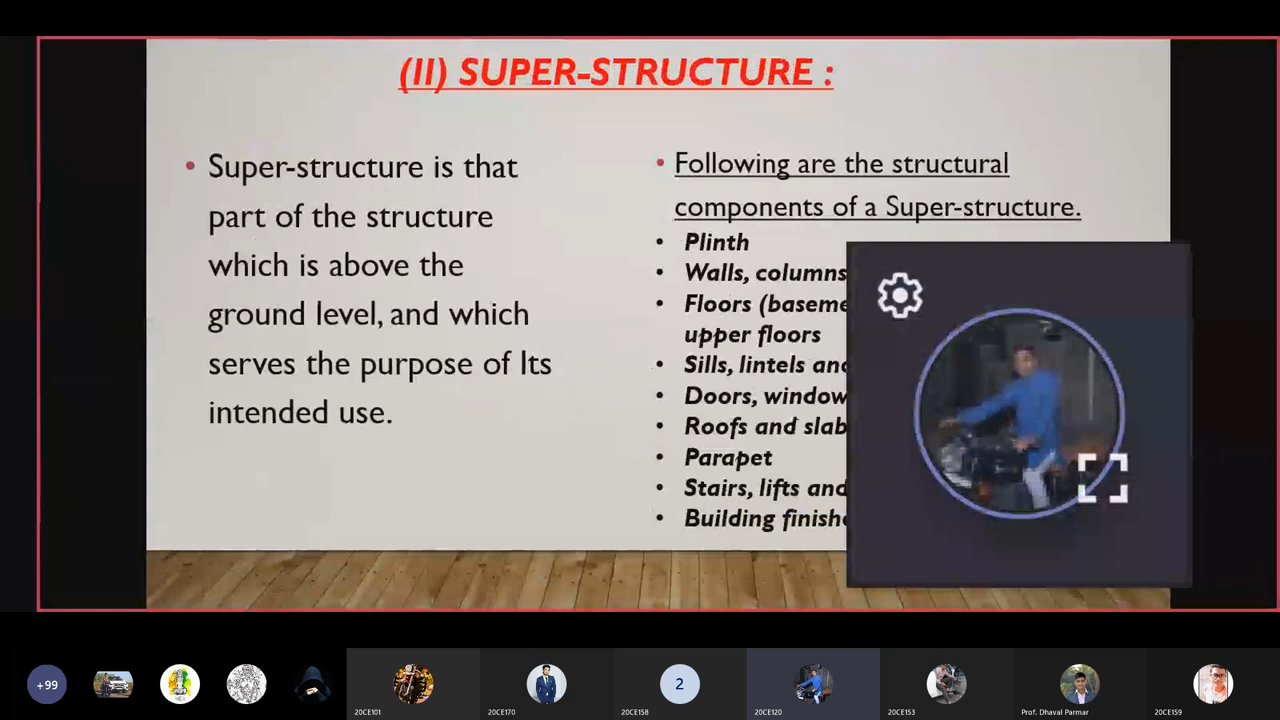 (II) SUPER-STRUCTURE :
• Super-structure is that
part of the structure
which is above the
ground level, and which
serves the purpose of Its
intended use.
• Following are the structural
components of a Super-structure.
• Plinth
• Walls, columns
• Floors (baseme
upper floors
• Sills, lintels and
• Doors, window
• Roofs and slab
• Parapet
• Stairs, lifts and
• Building finishe
+99
2
20CE101
20CE170
20CE158
20CE120
20CE153
Prof. Dhaval Parmar
20CE159